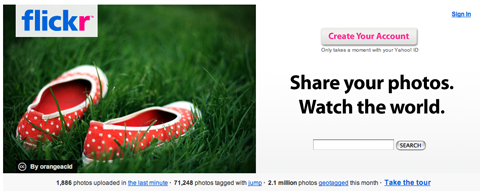 flickr
Sign In
Create Your Account
Only takes a moment with your Yahoo! ID
Share your photos.
Watch the world.
SEARCH
cc By orangeacid
1,886 photos uploaded in the last minute · 71,248 photos tagged with jump · 2.1 million photos geotagged this month · Take the tour